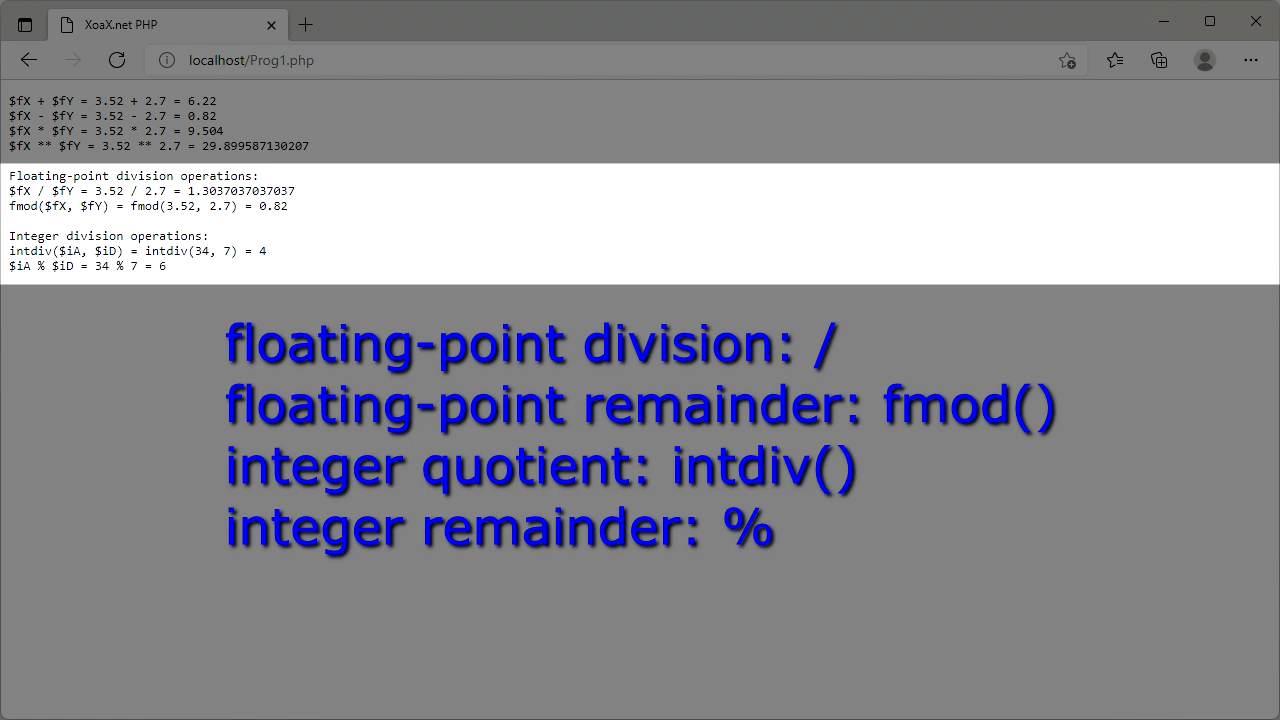 XoaX.net PHP
localhost/Prog1.php
$fX + $fY = 3.52 + 2.7 = 6.22
$fX - $fY = 3.52 - 2.7 = 0.82
$fX * $fY = 3.52 * 2.7 = 9.504
$fX ** $fY = 3.52 ** 2.7 = 29.899587130207
Floating-point division operations:
$fX / $fY = 3.52 / 2.7 = 1.3037037037037
fmod($fX, $fY) = fmod(3.52, 2.7) = 0.82
Integer division operations:
intdiv($iA, $iD) = intdiv(34, 7) = 4
$iA % $iD = 34 % 7 = 6
floating-point division: /
floating-point remainder: fmod()
integer quotient: intdiv()
integer remainder: %